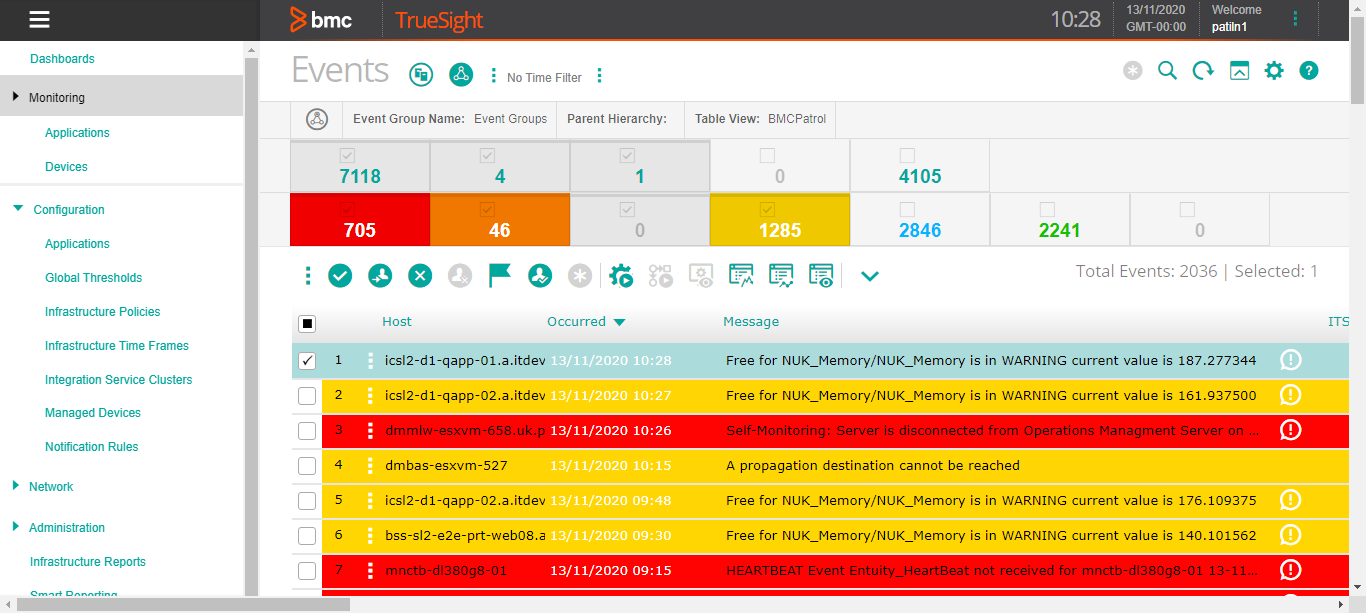 bmc TrueSight 10:28 13/11/2020 Welcome
GMT-00:00 patiln1
Dashboards
Monitoring
Applications
Devices
Configuration
Applications
Global Thresholds
Infrastructure Policies
Infrastructure Time Frames
Integration Service Clusters
Managed Devices
Notification Rules
Network
Administration
Infrastructure Reports
Smart Reporting
Events No Time Filter
Event Group Name: Event Groups Parent Hierarchy: Table View: BMCPatrol
7118 4 1 0 4105
705 46 0 1285 2846 2241 0
Total Events: 2036 | Selected: 1
Host Occurred Message ITS
1 icsl2-d1-qapp-01.a.itdev 13/11/2020 10:28 Free for NUK_Memory/NUK_Memory is in WARNING current value is 187.277344
2 icsl2-d1-qapp-02.a.itdev 13/11/2020 10:27 Free for NUK_Memory/NUK_Memory is in WARNING current value is 161.937500
3 dmmlw-esxvm-658.uk.p 13/11/2020 10:26 Self-Monitoring: Server is disconnected from Operations Managment Server on ...
4 dmbas-esxvm-527 13/11/2020 10:15 A propagation destination cannot be reached
5 icsl2-d1-qapp-02.a.itdev 13/11/2020 09:48 Free for NUK_Memory/NUK_Memory is in WARNING current value is 176.109375
6 bss-sl2-e2e-prt-web08.a 13/11/2020 09:30 Free for NUK_Memory/NUK_Memory is in WARNING current value is 140.101562
7 mnctb-dl380g8-01 13/11/2020 09:15 HEARTBEAT Event Entuity_HeartBeat not received for mnctb-dl380g8-01 13-11...